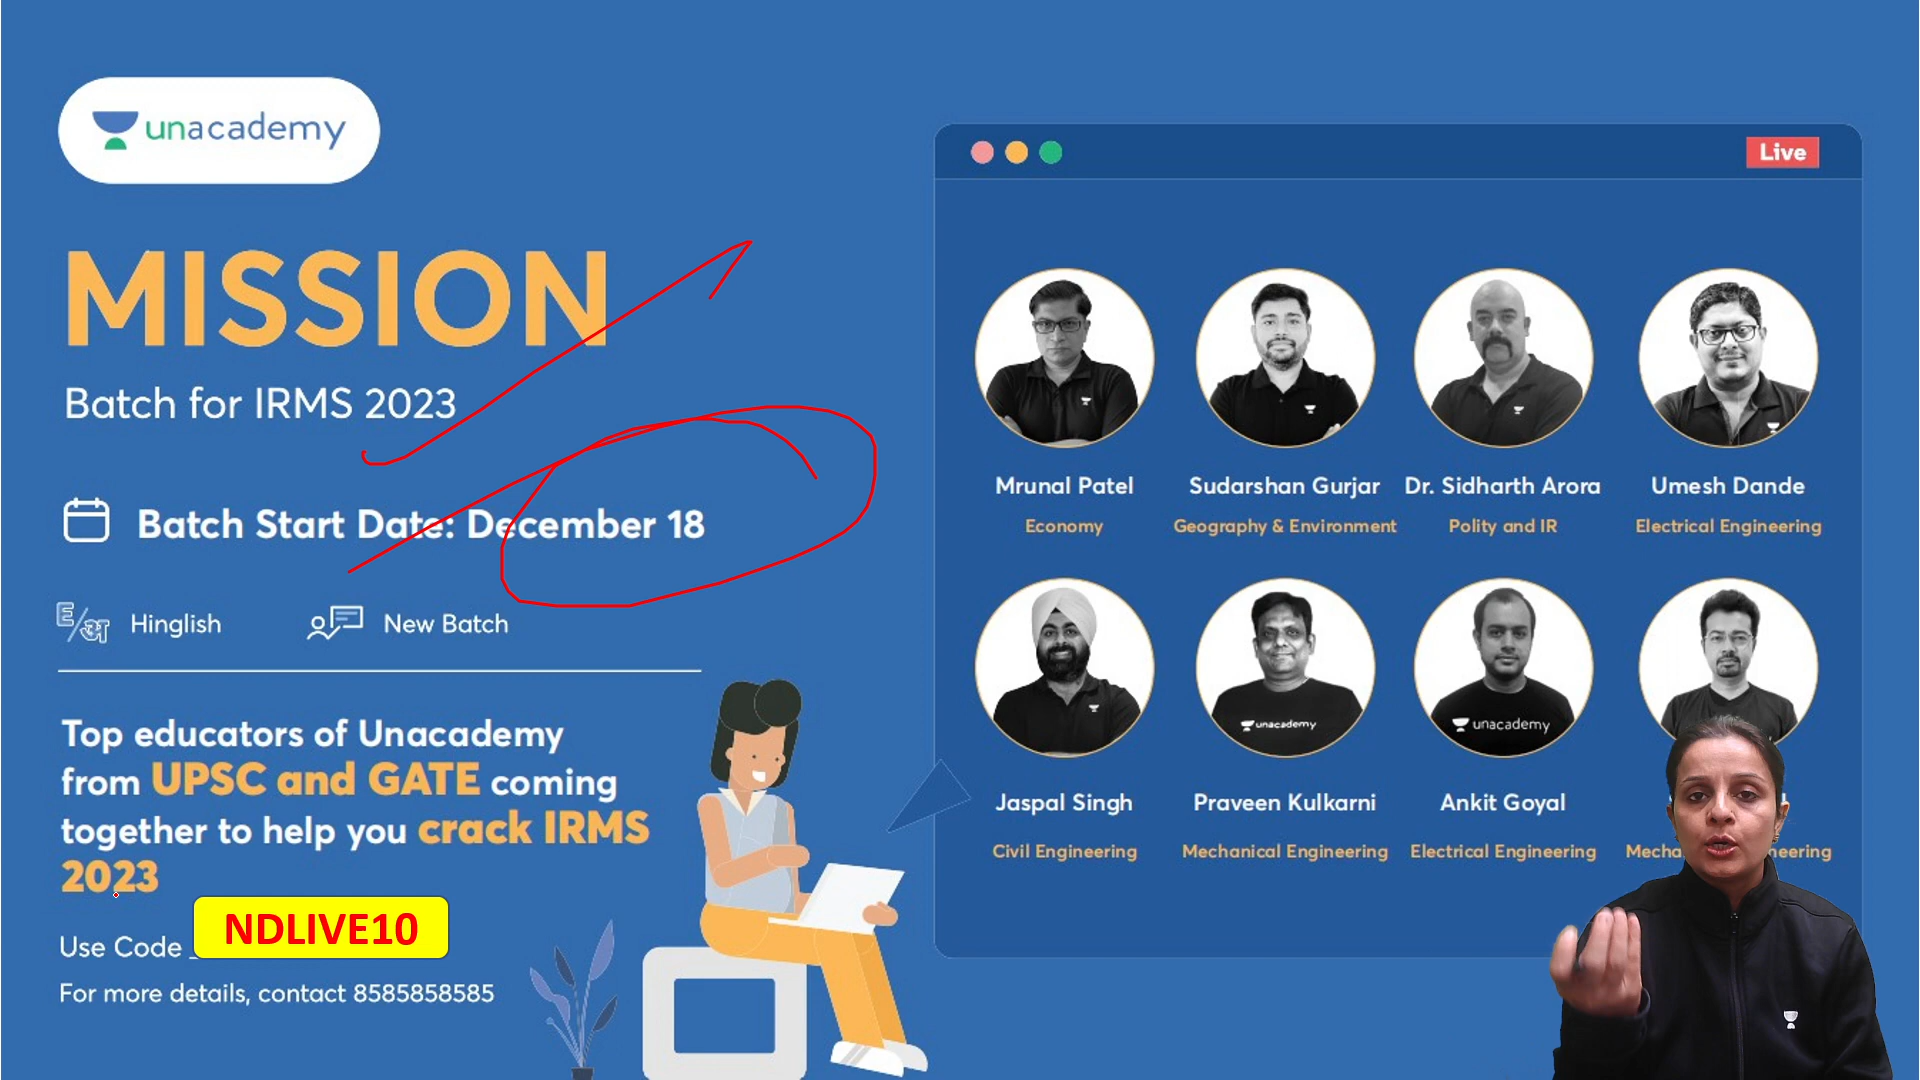 unacademy
MISSION
Batch for IRMS 2023
Batch Start Date: December 18
Hinglish
New Batch
Top educators of Unacademy
from UPSC and GATE coming
together to help you crack IRMS
2023
Use Code
NDLIVE10
For more details, contact 8585858585
Live
Mrunal Patel
Economy
Sudarshan Gurjar
Geography & Environment
Dr. Sidharth Arora
Polity and IR
Umesh Dande
Electrical Engineering
Jaspal Singh
Civil Engineering
unacademy
Praveen Kulkarni
Mechanical Engineering
unacademy
Ankit Goyal
Electrical Engineering